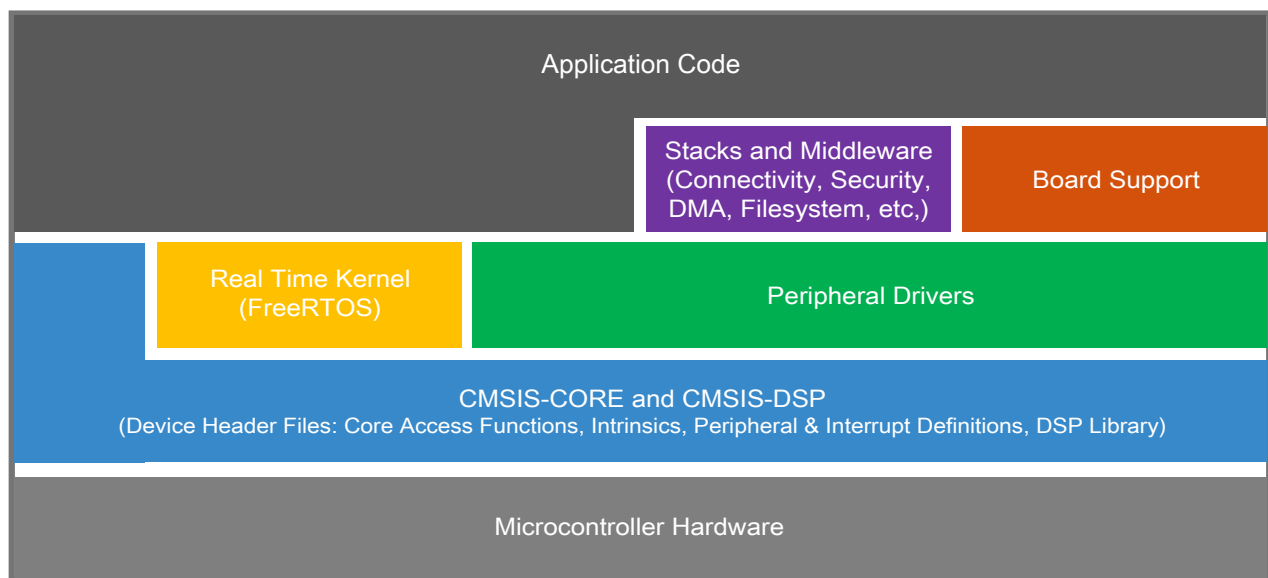 Application Code
Stacks and Middleware
(Connectivity, Security,
DMA, Filesystem, etc,)
Board Support
Real Time Kernel
(FreeRTOS)
Peripheral Drivers
CMSIS-CORE and CMSIS-DSP
(Device Header Files: Core Access Functions, Intrinsics, Peripheral & Interrupt Definitions, DSP Library)
Microcontroller Hardware